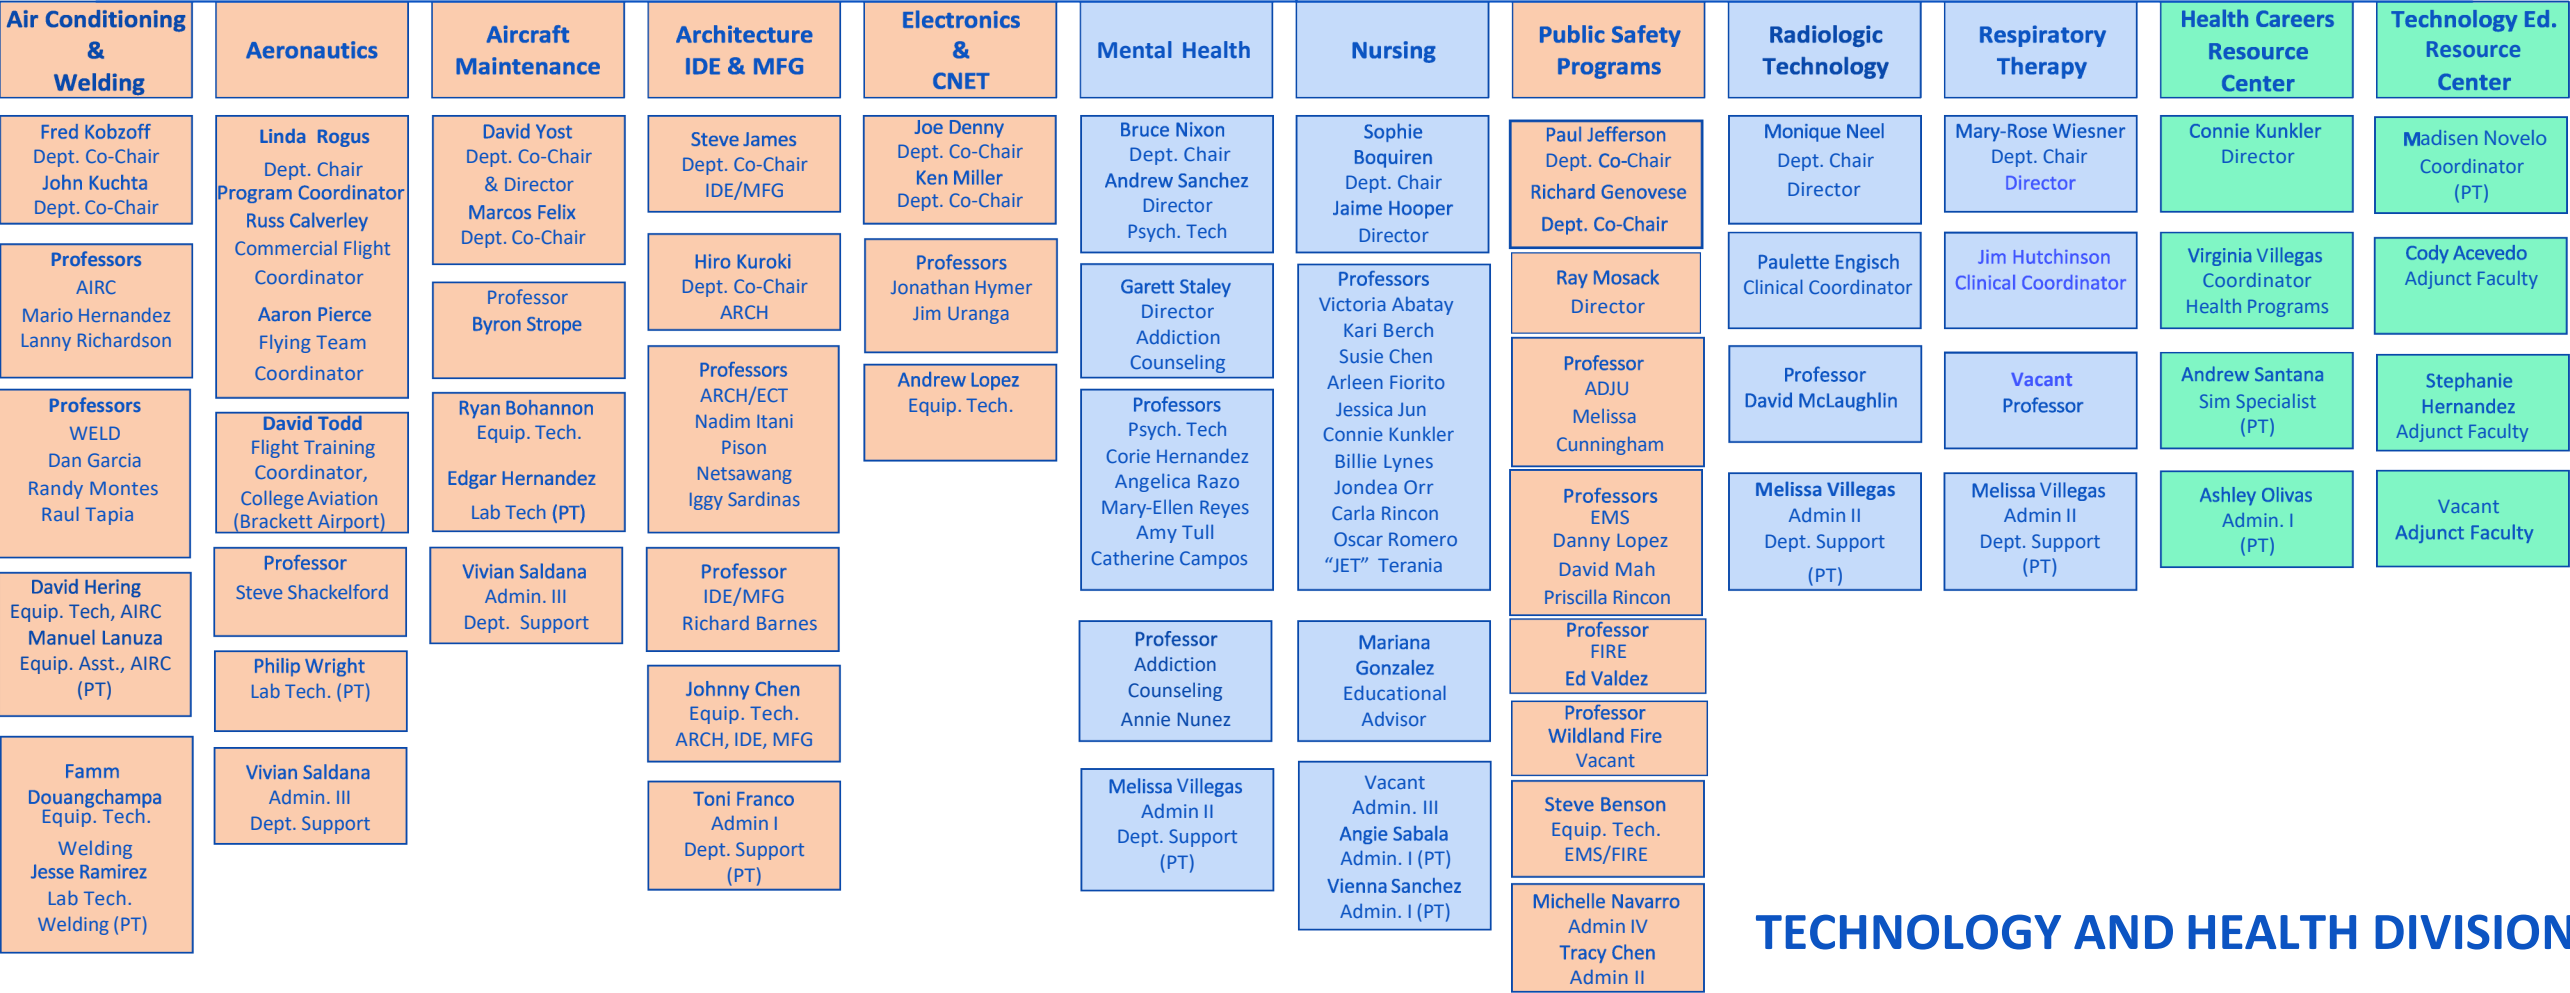 Air Conditioning
&
Welding
Fred Kobzoff
Dept. Co-Chair
John Kuchta
Dept. Co-Chair
Professors
AIRC
Mario Hernandez
Lanny Richardson
Professors
WELD
Dan Garcia
Randy Montes
Raul Tapia
David Hering
Equip. Tech, AIRC
Manuel Lanuza
Equip. Asst., AIRC
(PT)
Famm
Douangchampa
Equip. Tech.
Welding
Jesse Ramirez
Lab Tech.
Welding (PT)
Aeronautics
Linda Rogus
Dept. Chair
Program Coordinator
Russ Calverley
Commercial Flight
Coordinator
Aaron Pierce
Flying Team
Coordinator
David Todd
Flight Training
Coordinator,
College Aviation
(Brackett Airport)
Professor
Steve Shackelford
Philip Wright
Lab Tech. (PT)
Vivian Saldana
Admin. III
Dept. Support
Aircraft
Maintenance
David Yost
Dept. Co-Chair
& Director
Marcos Felix
Dept. Co-Chair
Professor
Byron Strope
Ryan Bohannon
Equip. Tech.
Edgar Hernandez
Lab Tech (PT)
Vivian Saldana
Admin. III
Dept. Support
Architecture
IDE & MFG
Steve James
Dept. Co-Chair
IDE/MFG
Hiro Kuroki
Dept. Co-Chair
ARCH
Professors
ARCH/ECT
Nadim Itani
Pison
Netsawang
Iggy Sardinas
Professor
IDE/MFG
Richard Barnes
Johnny Chen
Equip. Tech.
ARCH, IDE, MFG
Toni Franco
Admin I
Dept. Support
(PT)
Electronics
&
CNET
Joe Denny
Dept. Co-Chair
Ken Miller
Dept. Co-Chair
Professors
Jonathan Hymer
Jim Uranga
Andrew Lopez
Equip. Tech.
Mental Health
Bruce Nixon
Dept. Chair
Andrew Sanchez
Director
Psych. Tech
Garett Staley
Director
Addiction
Counseling
Professors
Psych. Tech
Corie Hernandez
Angelica Razo
Mary-Ellen Reyes
Amy Tull
Catherine Campos
Professor
Addiction
Counseling
Annie Nunez
Melissa Villegas
Admin II
Dept. Support
(PT)
Nursing
Sophie
Boquiren
Dept. Chair
Jaime Hooper
Director
Professors
Victoria Abatay
Kari Berch
Susie Chen
Arleen Fiorito
Jessica Jun
Connie Kunkler
Billie Lynes
Jondea Orr
Carla Rincon
Oscar Romero
“JET” Terania
Mariana
Gonzalez
Educational
Advisor
Vacant
Admin. III
Angie Sabala
Admin. I (PT)
Vienna Sanchez
Admin. I (PT)
Public Safety
Programs
Paul Jefferson
Dept. Co-Chair
Richard Genovese
Dept. Co-Chair
Ray Mosack
Director
Professor
ADJU
Melissa
Cunningham
Professors
EMS
Danny Lopez
David Mah
Priscilla Rincon
Professor
FIRE
Ed Valdez
Professor
Wildland Fire
Vacant
Steve Benson
Equip. Tech.
EMS/FIRE
Michelle Navarro
Admin IV
Tracy Chen
Admin II
Radiologic
Technology
Monique Neel
Dept. Chair
Director
Paulette Engisch
Clinical Coordinator
Professor
David McLaughlin
Melissa Villegas
Admin II
Dept. Support
(PT)
Respiratory
Therapy
Mary-Rose Wiesner
Dept. Chair
Director
Jim Hutchinson
Clinical Coordinator
Vacant
Professor
Melissa Villegas
Admin II
Dept. Support
(PT)
Health Careers
Resource
Center
Connie Kunkler
Director
Virginia Villegas
Coordinator
Health Programs
Andrew Santana
Sim Specialist
(PT)
Ashley Olivas
Admin. I
(PT)
Technology Ed.
Resource
Center
Madisen Novelo
Coordinator
(PT)
Cody Acevedo
Adjunct Faculty
Stephanie
Hernandez
Adjunct Faculty
Vacant
Adjunct Faculty
TECHNOLOGY AND HEALTH DIVISION